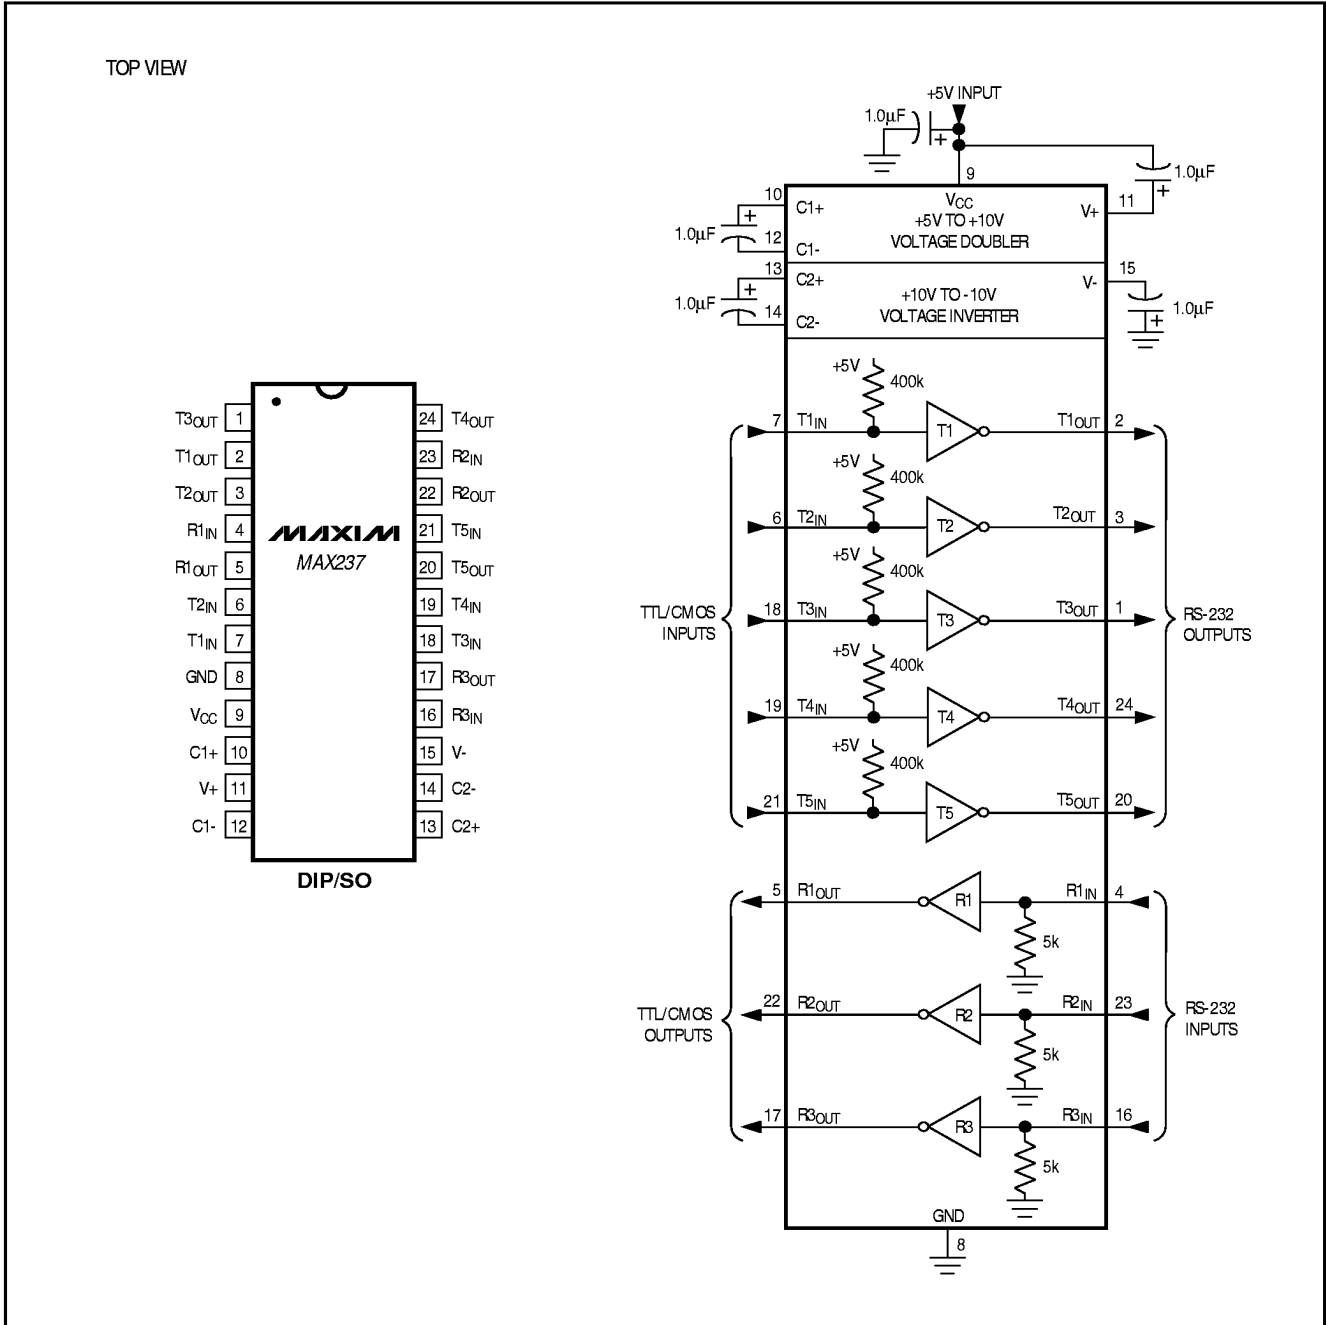 TOP VIEW
T3OUT 1
T1OUT 2
T2OUT 3
R1IN 4
R1OUT 5
T2IN 6
T1IN 7
GND 8
VCC 9
C1+ 10
V+ 11
C1- 12
24 T4OUT
23 R2IN
22 R2OUT
21 T5IN
20 T5OUT
19 T4IN
18 T3IN
17 R3OUT
16 R3IN
15 V-
14 C2-
13 C2+
MAXIM
MAX237
DIP/SO
+5V INPUT
1.0µF
+
9
1.0µF
+
10 C1+
1.0µF
+
12 C1-
VCC
+5V TO +10V
VOLTAGE DOUBLER
V+ 11
13 C2+
1.0µF
+
14 C2-
+10V TO -10V
VOLTAGE INVERTER
V- 15
1.0µF
+
TTL/CMOS
INPUTS
+5V
400k
7 T1IN T1 T1OUT 2
+5V
400k
6 T2IN T2 T2OUT 3
+5V
400k
18 T3IN T3 T3OUT 1
+5V
400k
19 T4IN T4 T4OUT 24
+5V
400k
21 T5IN T5 T5OUT 20
RS-232
OUTPUTS
TTL/CMOS
OUTPUTS
5 R1OUT R1 R1IN 4
5k
22 R2OUT R2 R2IN 23
5k
17 R3OUT R3 R3IN 16
5k
RS-232
INPUTS
GND
8